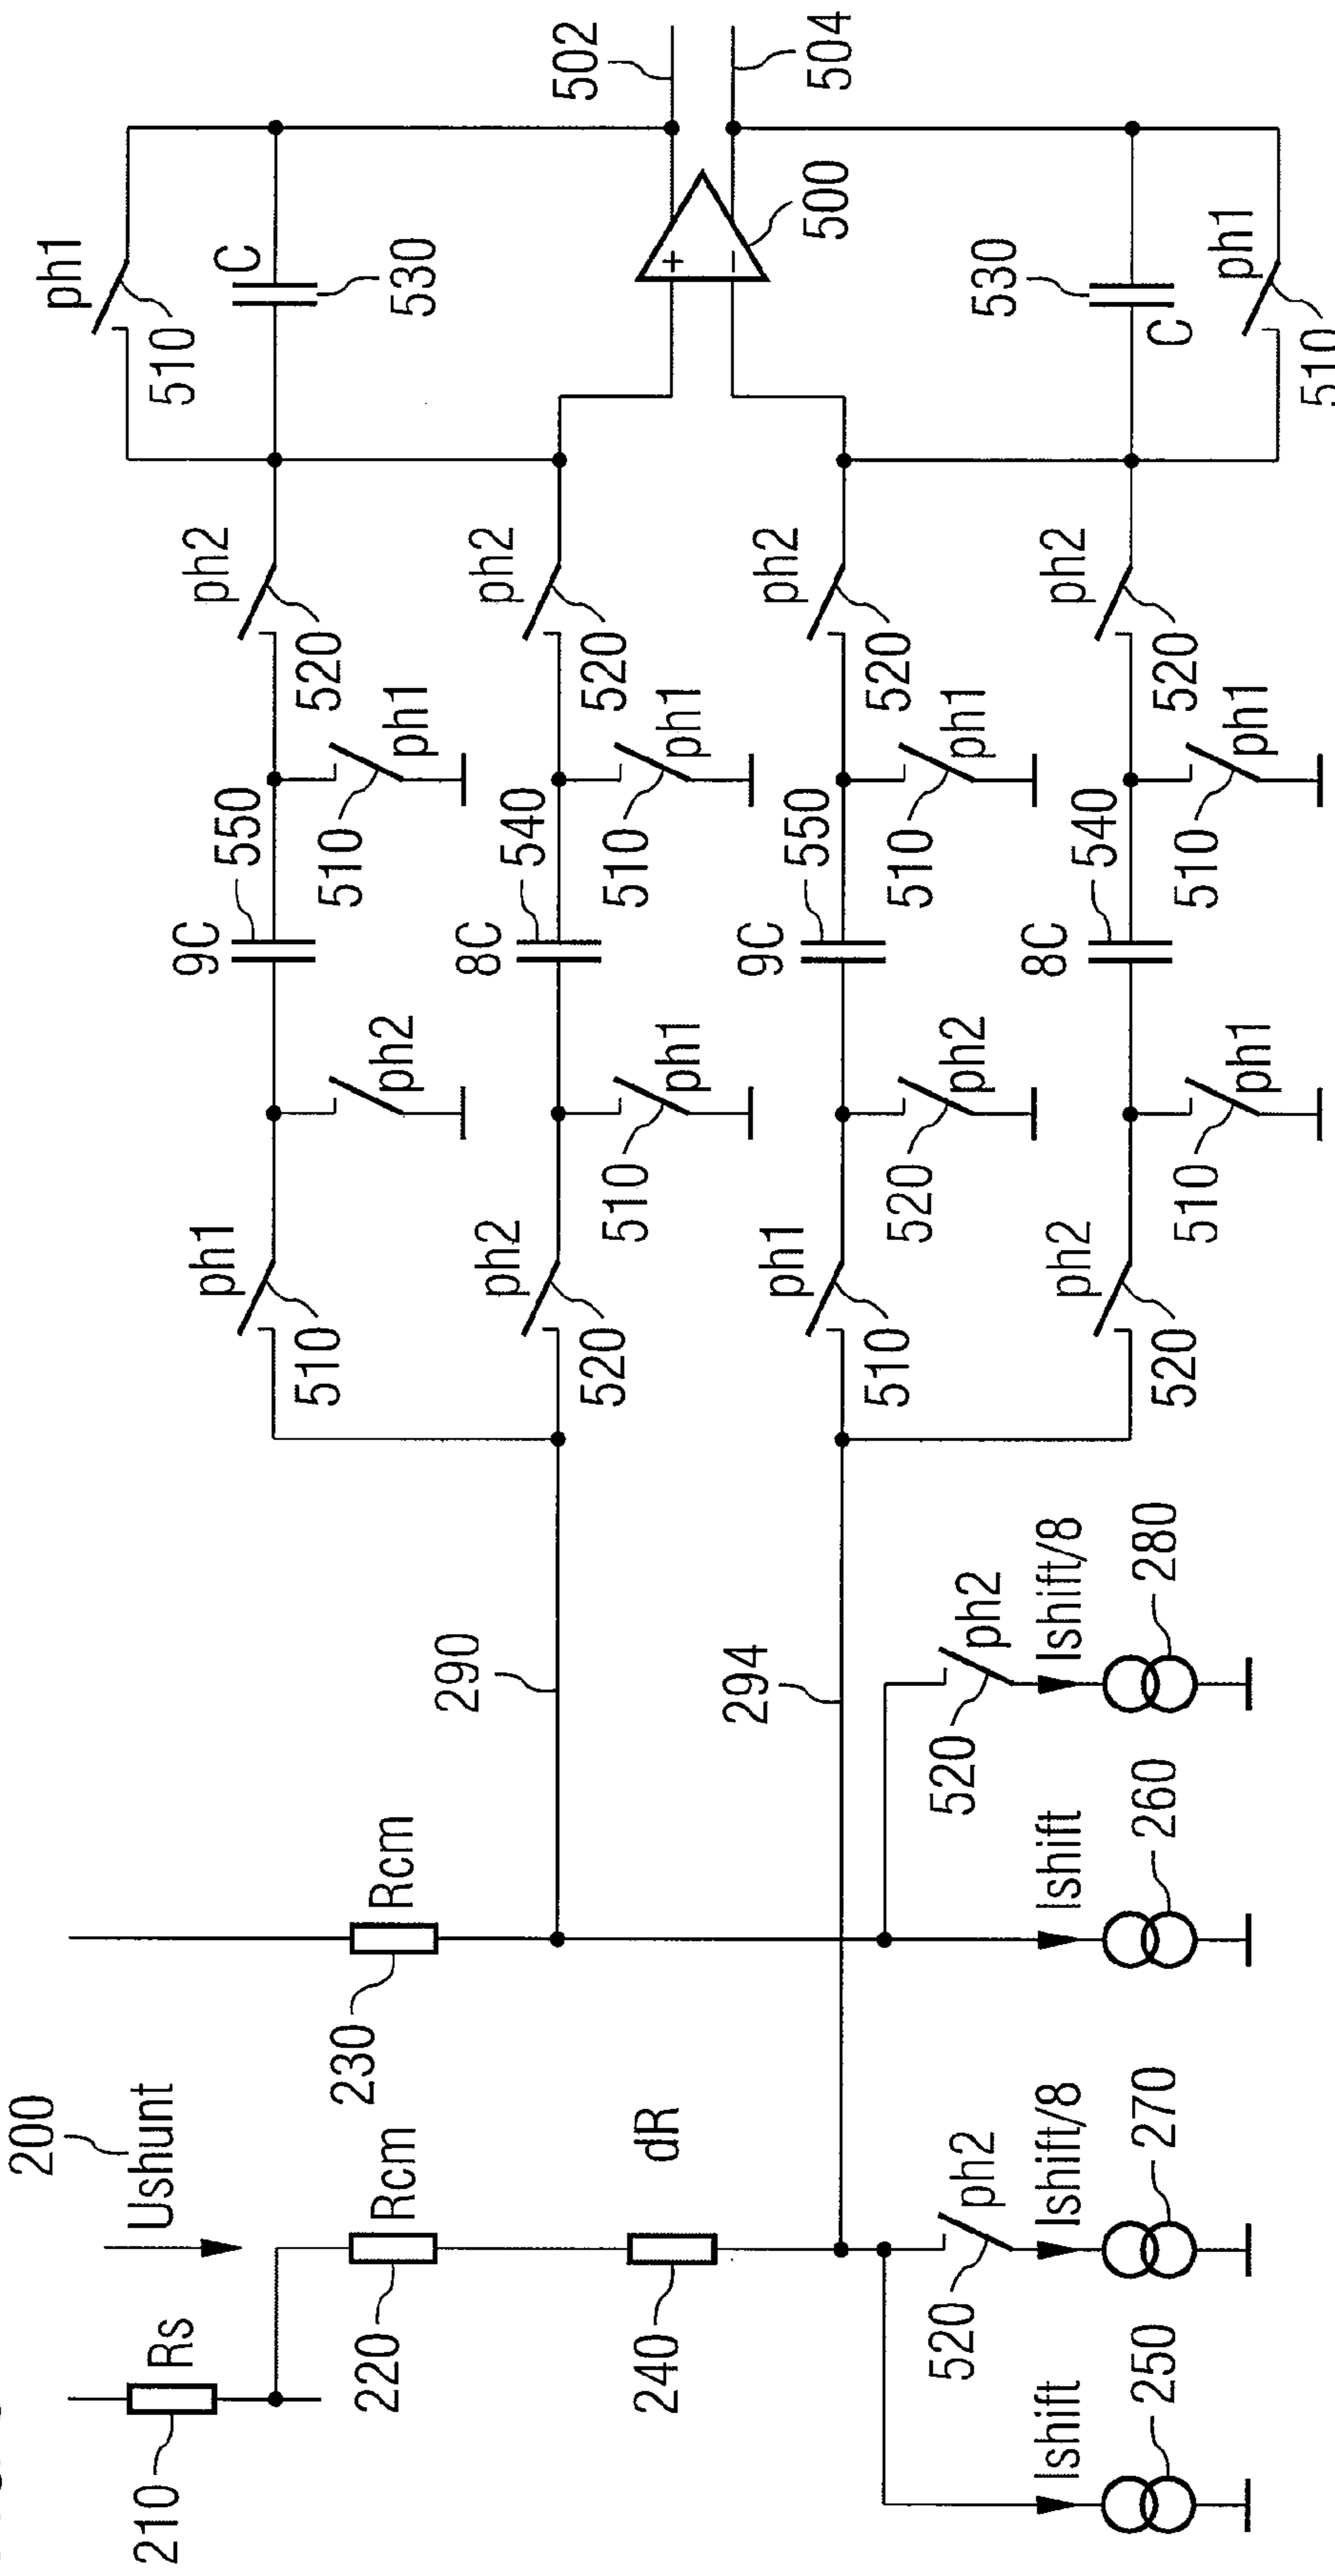 200
Ushunt
210
Rs
220
Rcm
230
Rcm
240
dR
250
Ishift
520
ph2
Ishift/8
270
260
Ishift
520
ph2
Ishift/8
280
290
294
ph1
510
ph2
9C
550
510
ph1
ph2
520
ph2
520
510
ph1
8C
540
510
ph1
ph2
520
ph1
510
520
ph2
9C
550
510
ph1
ph2
520
ph2
520
510
ph1
8C
540
510
ph1
ph2
520
ph1
510
C
530
+
−
500
502
504
530
C
ph1
510